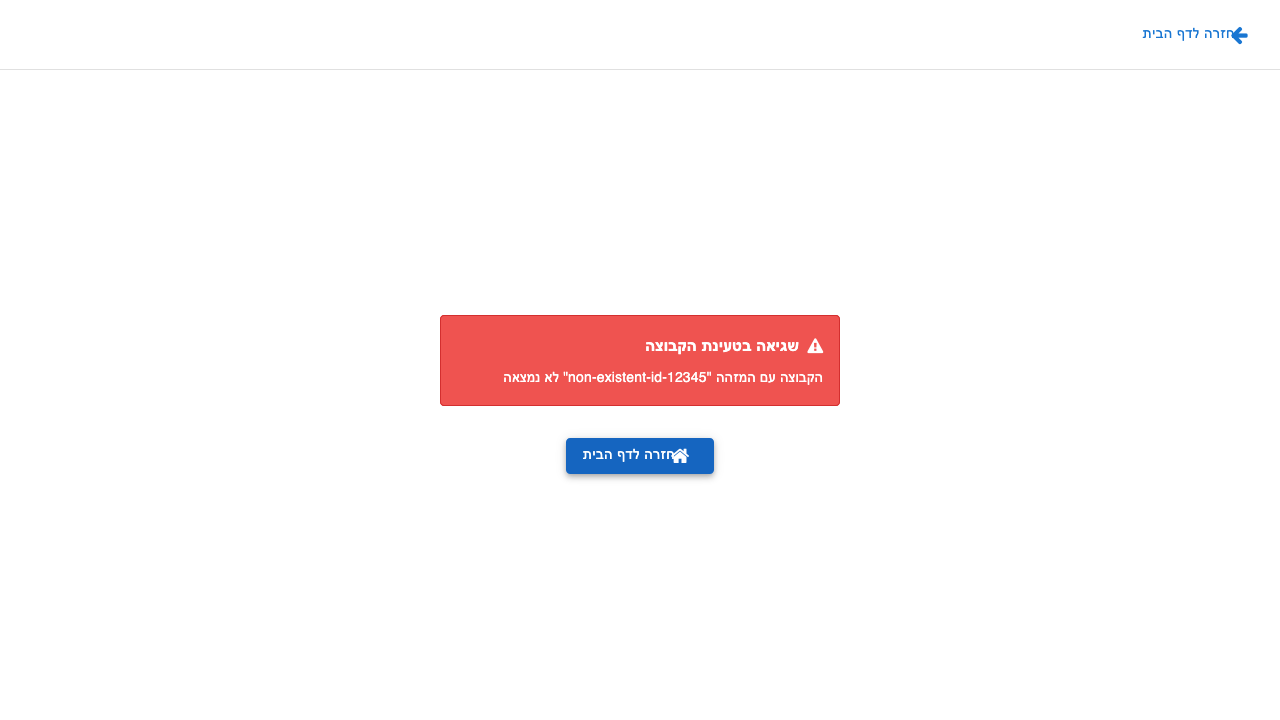 חזרה לדף הבית
שגיאה בטעינת הקבוצה
הקבוצה עם המזהה "non-existent-id-12345" לא נמצאה
חזרה לדף הבית